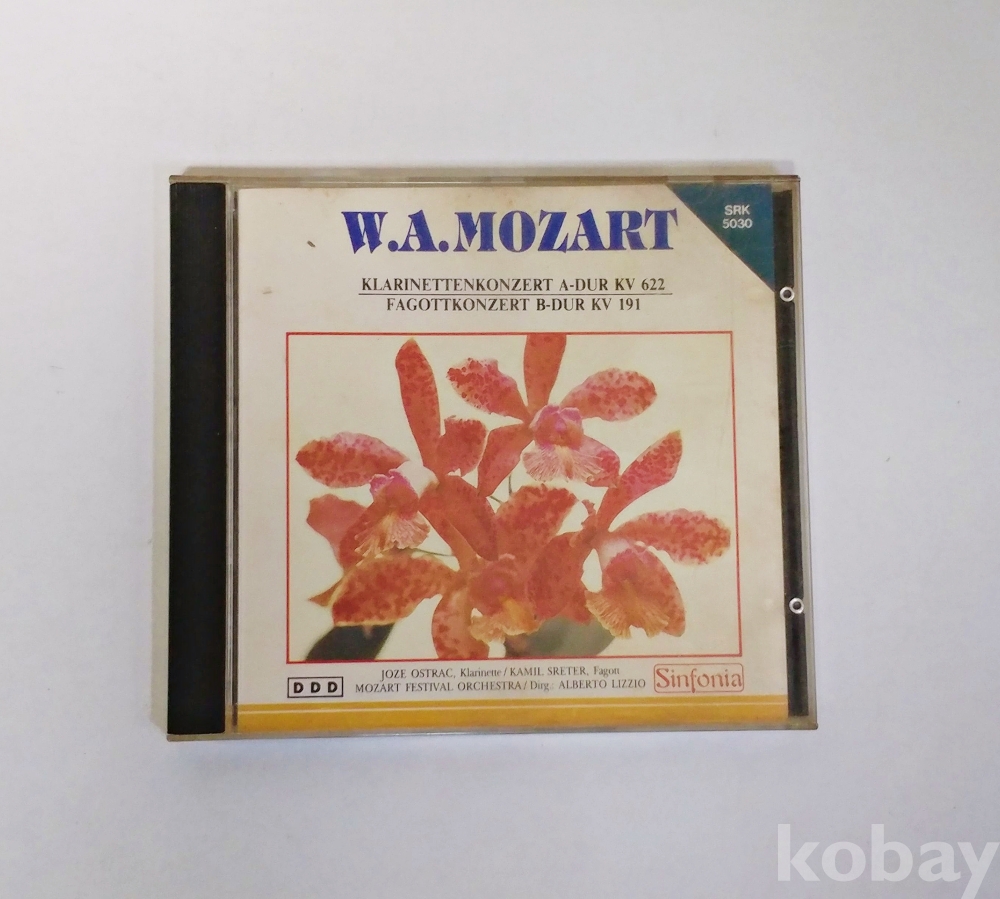 W.A.MOZART
SRK
5030
KLARINETTENKONZERT A-DUR KV 622
FAGOTTKONZERT B-DUR KV 191
JOZE OSTRAC, Klarinette / KAMIL SRETER, Fagott
MOZART FESTIVAL ORCHESTRA / Dirg.: ALBERTO LIZZIO
DDD
Sinfonia
kobay